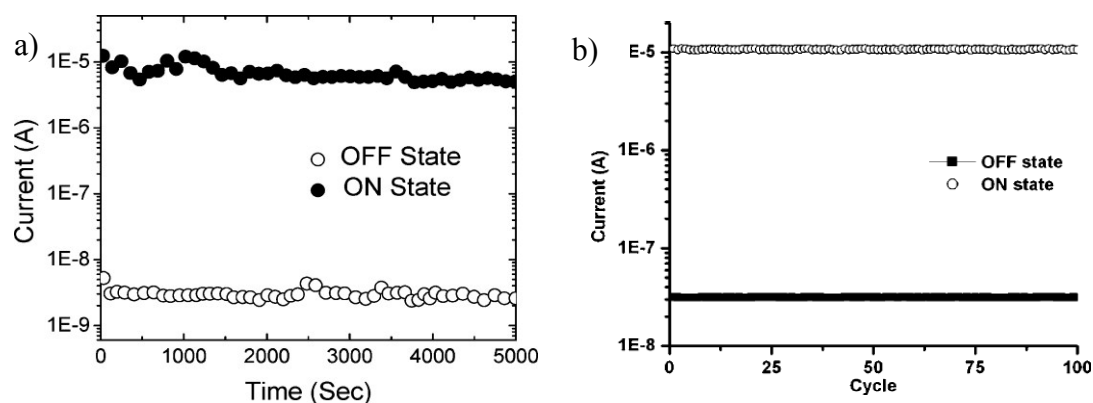 a)
Current (A)
1E-5
1E-6
1E-7
1E-8
1E-9
OFF State
ON State
0
1000
2000
3000
4000
5000
Time (Sec)
b)
Current (A)
1E-5
1E-6
1E-7
1E-8
OFF state
ON state
0
25
50
75
100
Cycle